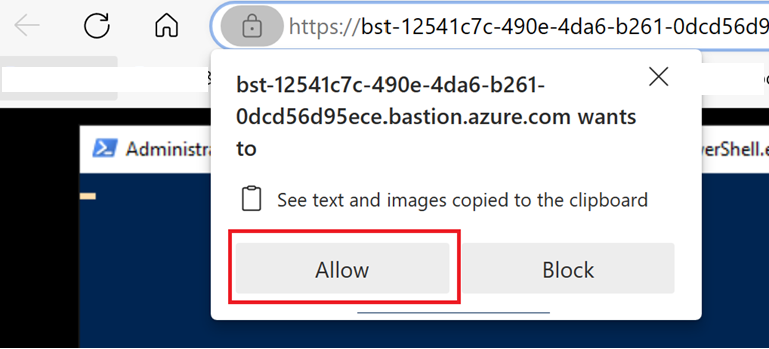 https://bst-12541c7c-490e-4da6-b261-0dcd56d9
bst-12541c7c-490e-4da6-b261-
0dcd56d95ece.bastion.azure.com wants
to
Administra
erShell.e
See text and images copied to the clipboard
Allow
Block